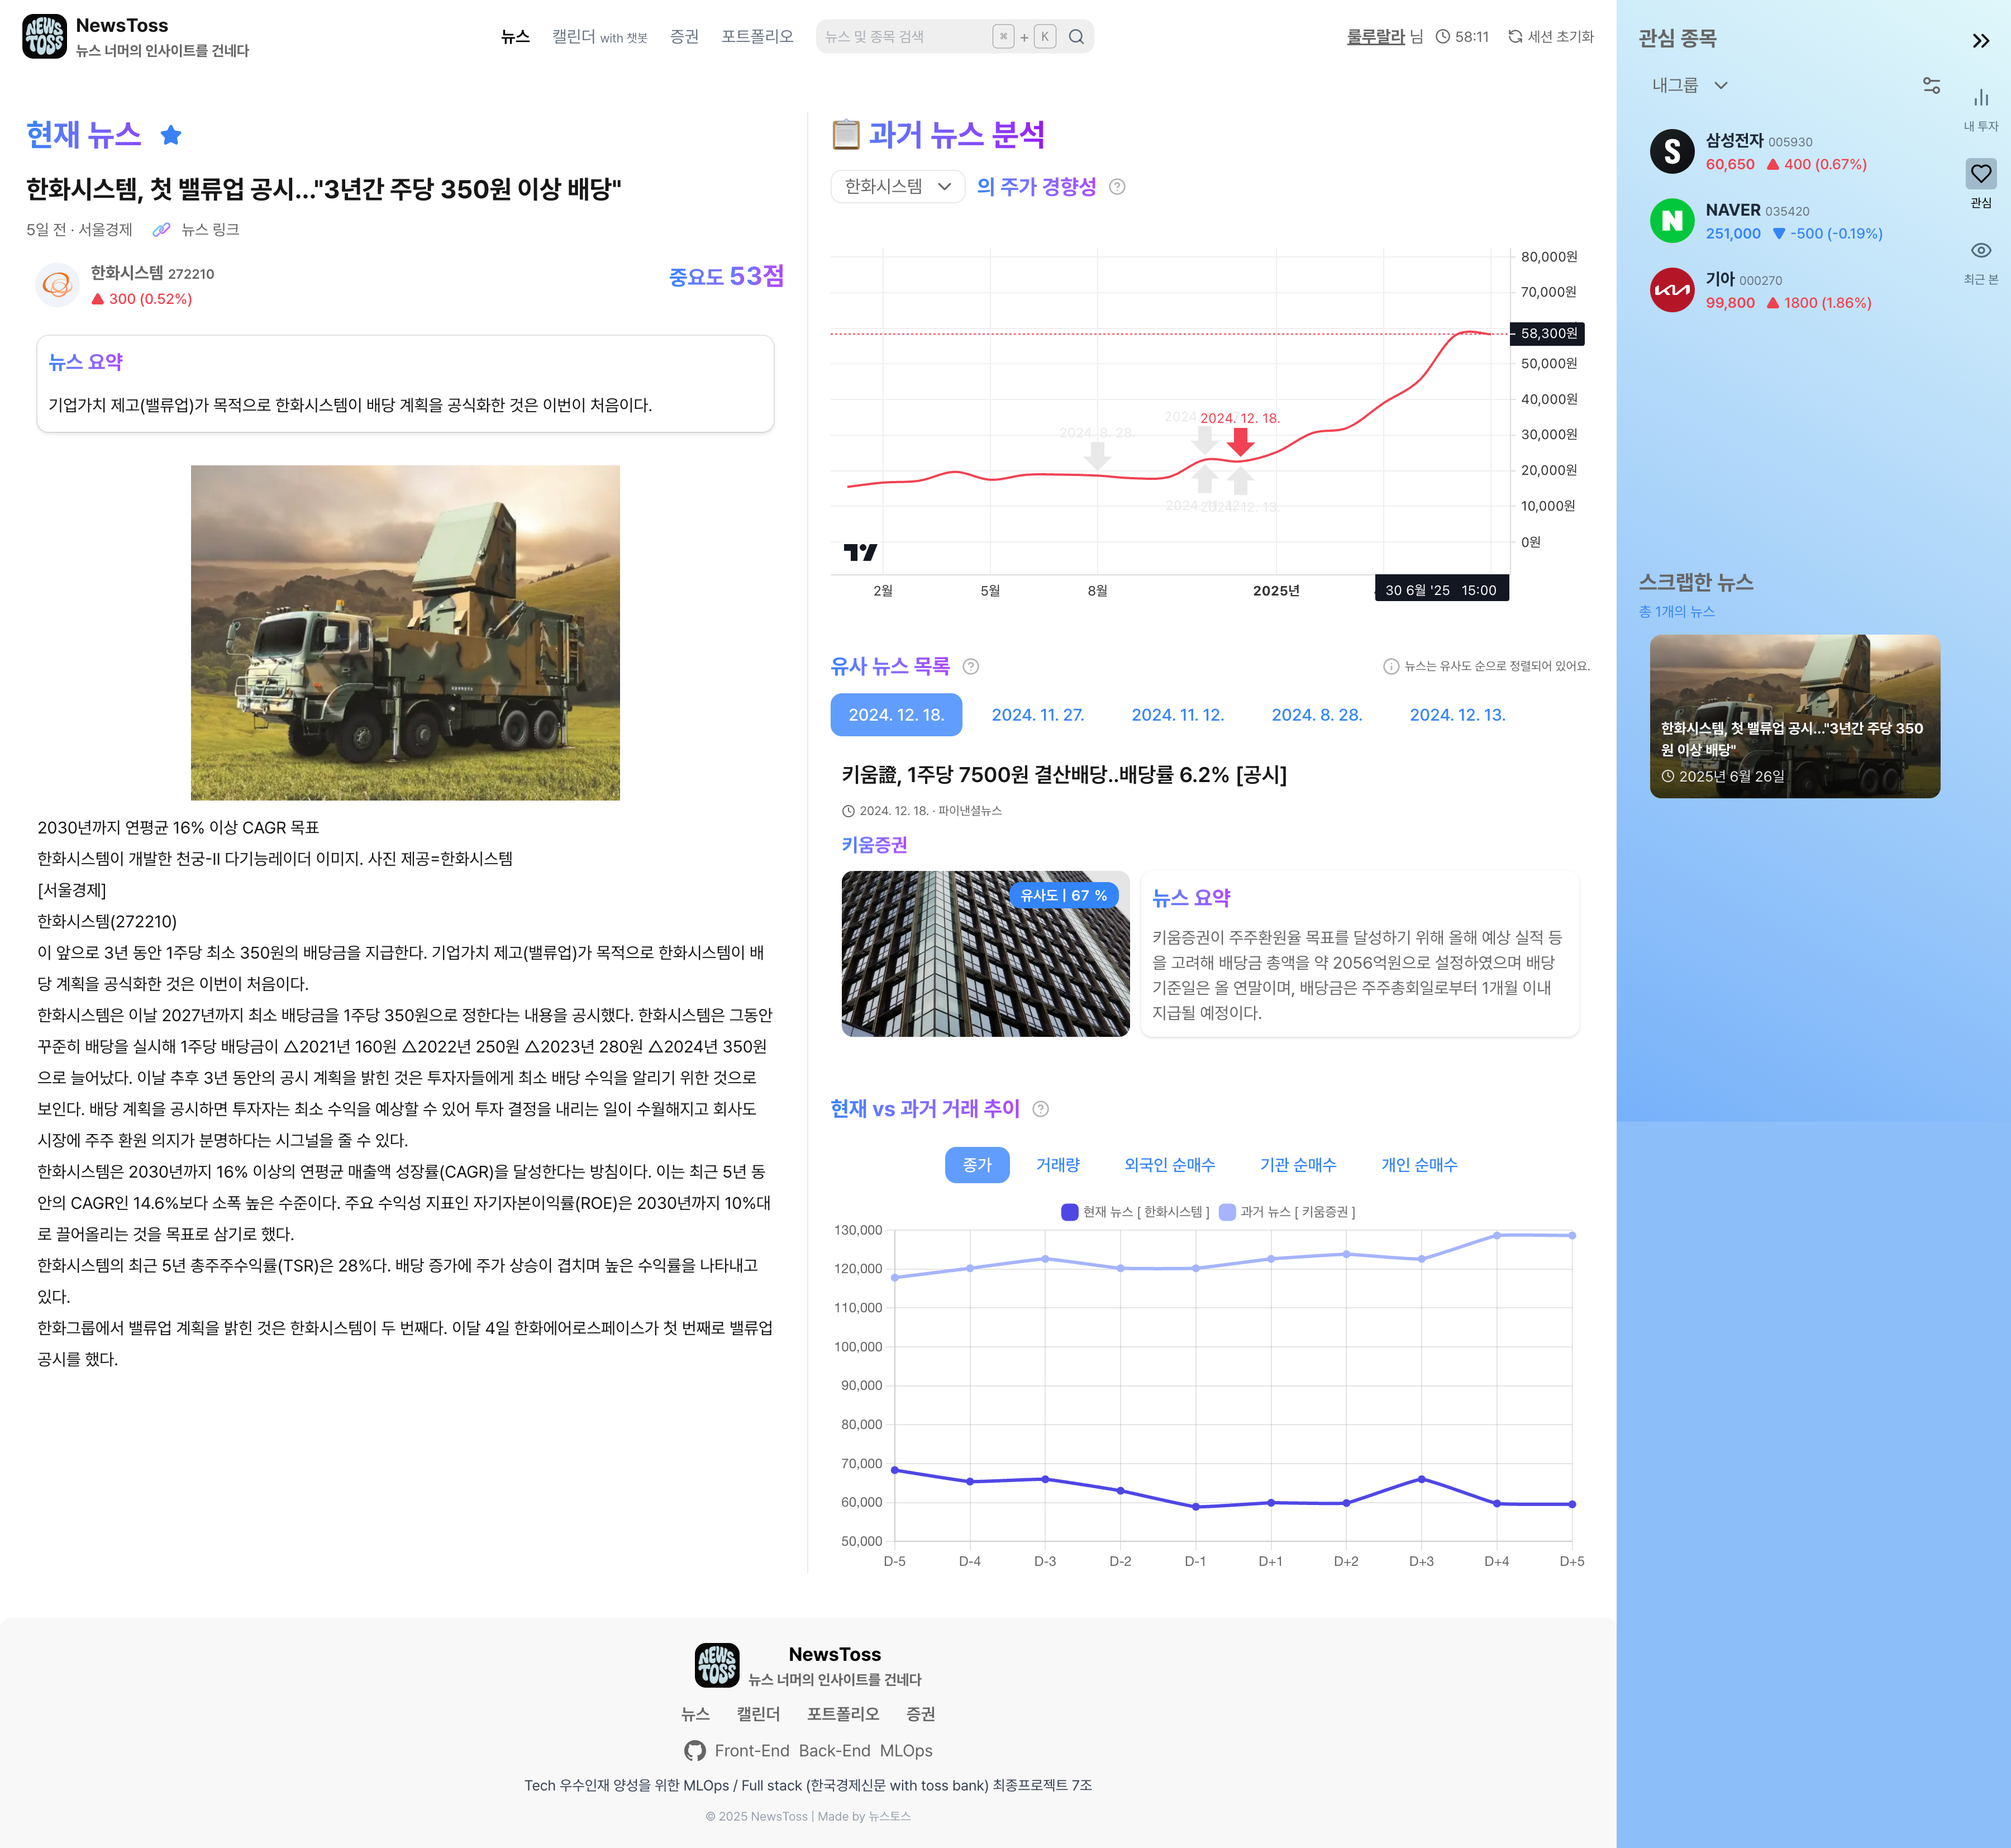 NewsToss
뉴스 너머의 인사이트를 건네다
뉴스 캘린더 with 챗봇 증권 포트폴리오
뉴스 및 종목 검색 ⌘ + K
룰루랄라 님 58:11 세션 초기화
현재 뉴스
한화시스템, 첫 밸류업 공시..."3년간 주당 350원 이상 배당"
5일 전 · 서울경제 뉴스 링크
한화시스템 272210
▲ 300 (0.52%)
중요도 53점
뉴스 요약
기업가치 제고(밸류업)가 목적으로 한화시스템이 배당 계획을 공식화한 것은 이번이 처음이다.
2030년까지 연평균 16% 이상 CAGR 목표
한화시스템이 개발한 천궁-II 다기능레이더 이미지. 사진 제공=한화시스템
[서울경제]
한화시스템(272210)
이 앞으로 3년 동안 1주당 최소 350원의 배당금을 지급한다. 기업가치 제고(밸류업)가 목적으로 한화시스템이 배
당 계획을 공식화한 것은 이번이 처음이다.
한화시스템은 이날 2027년까지 최소 배당금을 1주당 350원으로 정한다는 내용을 공시했다. 한화시스템은 그동안
꾸준히 배당을 실시해 1주당 배당금이 △2021년 160원 △2022년 250원 △2023년 280원 △2024년 350원
으로 늘어났다. 이날 추후 3년 동안의 공시 계획을 밝힌 것은 투자자들에게 최소 배당 수익을 알리기 위한 것으로
보인다. 배당 계획을 공시하면 투자자는 최소 수익을 예상할 수 있어 투자 결정을 내리는 일이 수월해지고 회사도
시장에 주주 환원 의지가 분명하다는 시그널을 줄 수 있다.
한화시스템은 2030년까지 16% 이상의 연평균 매출액 성장률(CAGR)을 달성한다는 방침이다. 이는 최근 5년 동
안의 CAGR인 14.6%보다 소폭 높은 수준이다. 주요 수익성 지표인 자기자본이익률(ROE)은 2030년까지 10%대
로 끌어올리는 것을 목표로 삼기로 했다.
한화시스템의 최근 5년 총주주수익률(TSR)은 28%다. 배당 증가에 주가 상승이 겹치며 높은 수익률을 나타내고
있다.
한화그룹에서 밸류업 계획을 밝힌 것은 한화시스템이 두 번째다. 이달 4일 한화에어로스페이스가 첫 번째로 밸류업
공시를 했다.
과거 뉴스 분석
한화시스템 의 주가 경향성
80,000원
70,000원
58,300원
50,000원
40,000원
30,000원
20,000원
10,000원
0원
2024. 8. 28.
2024. 12. 18.
2024. 12. 13.
2월 5월 8월 2025년 30 6월 '25 15:00
유사 뉴스 목록
뉴스는 유사도 순으로 정렬되어 있어요.
2024. 12. 18. 2024. 11. 27. 2024. 11. 12. 2024. 8. 28. 2024. 12. 13.
키움證, 1주당 7500원 결산배당..배당률 6.2% [공시]
2024. 12. 18. · 파이낸셜뉴스
키움증권
유사도 | 67 %
뉴스 요약
키움증권이 주주환원율 목표를 달성하기 위해 올해 예상 실적 등
을 고려해 배당금 총액을 약 2056억원으로 설정하였으며 배당
기준일은 올 연말이며, 배당금은 주주총회일로부터 1개월 이내
지급될 예정이다.
현재 vs 과거 거래 추이
종가 거래량 외국인 순매수 기관 순매수 개인 순매수
현재 뉴스 [ 한화시스템 ] 과거 뉴스 [ 키움증권 ]
130,000
120,000
110,000
100,000
90,000
80,000
70,000
60,000
50,000
D-5 D-4 D-3 D-2 D-1 D+1 D+2 D+3 D+4 D+5
관심 종목
내그룹
삼성전자 005930
60,650 ▲ 400 (0.67%)
NAVER 035420
251,000 ▼ -500 (-0.19%)
기아 000270
99,800 ▲ 1800 (1.86%)
내 투자
관심
최근 본
스크랩한 뉴스
총 1개의 뉴스
한화시스템, 첫 밸류업 공시..."3년간 주당 350
원 이상 배당"
2025년 6월 26일
NewsToss
뉴스 너머의 인사이트를 건네다
뉴스 캘린더 포트폴리오 증권
Front-End Back-End MLOps
Tech 우수인재 양성을 위한 MLOps / Full stack (한국경제신문 with toss bank) 최종프로젝트 7조
© 2025 NewsToss | Made by 뉴스토스